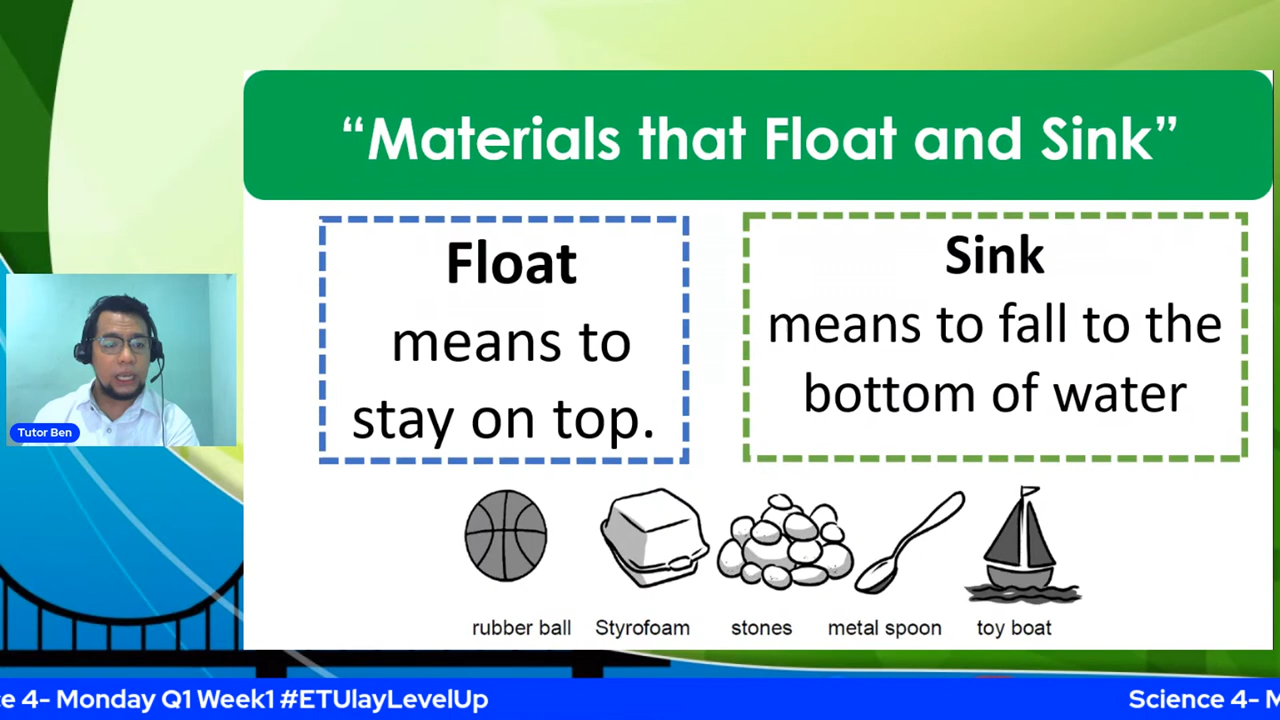 “Materials that Float and Sink”
Float
means to
stay on top.
Sink
means to fall to the
bottom of water
Tutor Ben
rubber ball
Styrofoam
stones
metal spoon
toy boat
4- Monday Q1 Week1 #ETUlayLevelUp
Science 4-